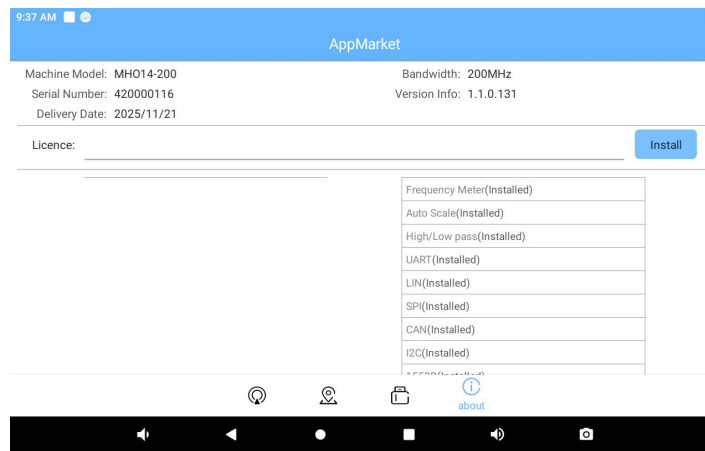 9:37 AM
AppMarket
Machine Model: MHO14-200
Bandwidth: 200MHz
Serial Number: 420000116
Version Info: 1.1.0.131
Delivery Date: 2025/11/21
Licence:
Install
Frequency Meter(Installed)
Auto Scale(Installed)
High/Low pass(Installed)
UART(Installed)
LIN(Installed)
SPI(Installed)
CAN(Installed)
I2C(Installed)
about